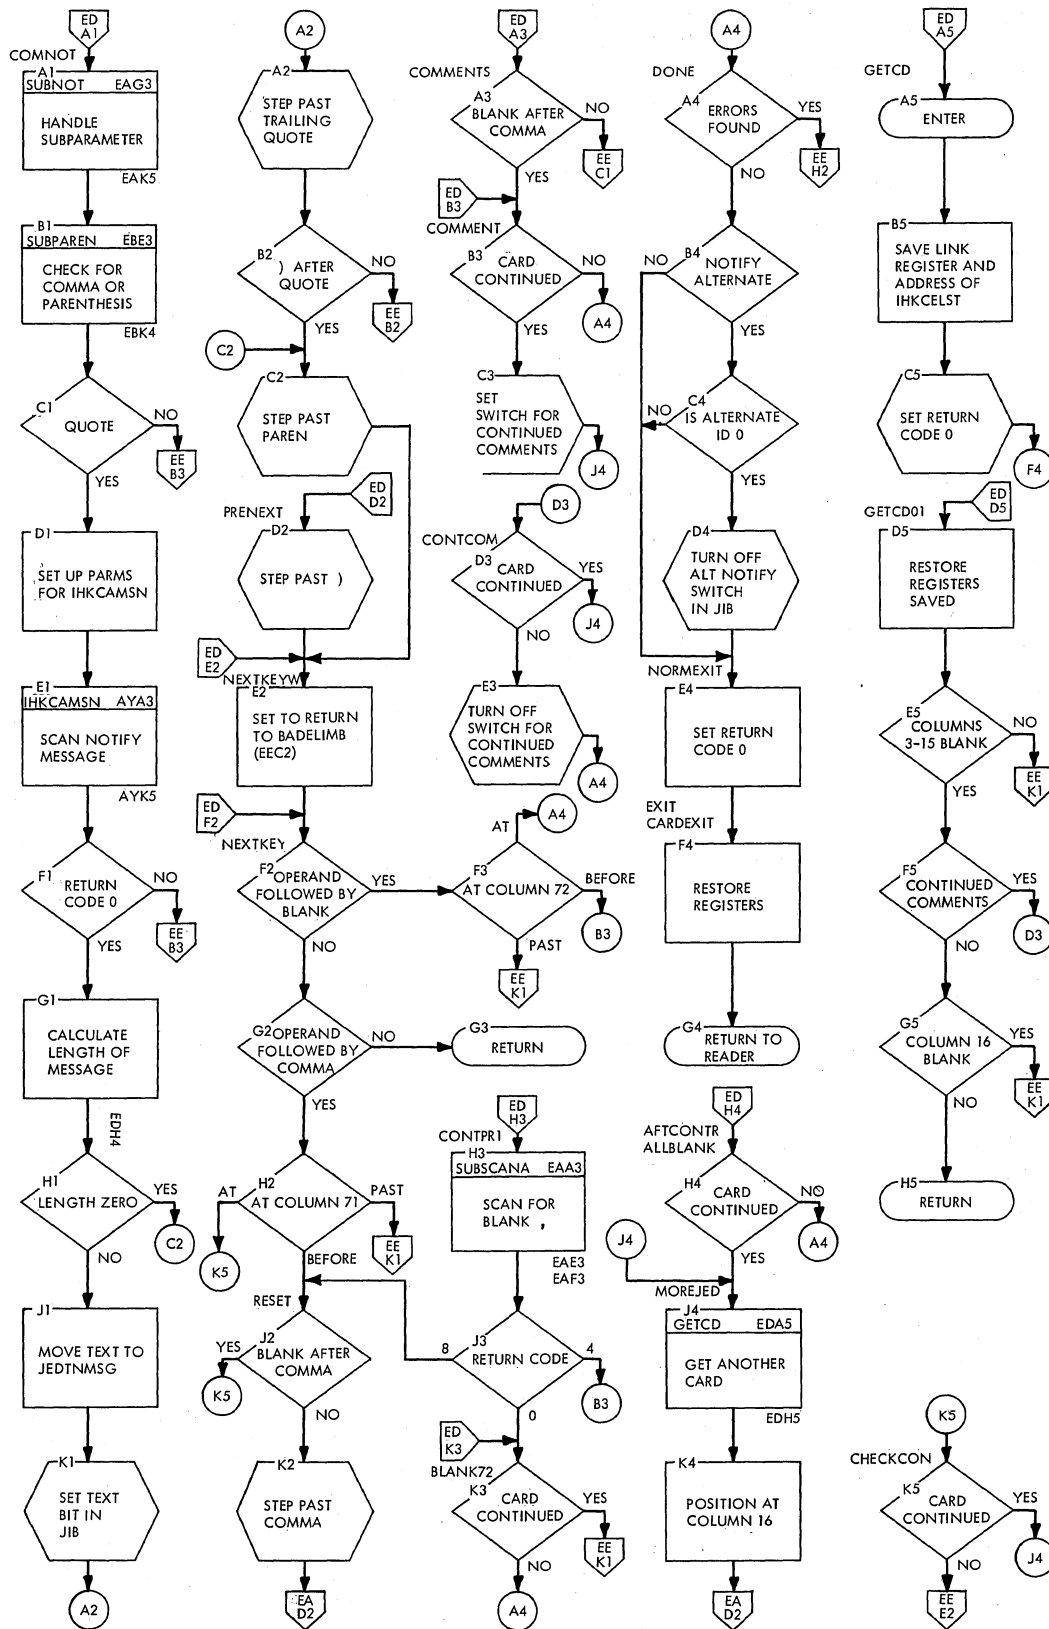 ED
A1
COMNOT
A1
SUBNOT EAG3
HANDLE
SUBPARAMETER
EAK5
B1
SUBPAREN EBE3
CHECK FOR
COMMA OR
PARENTHESIS
EBK4
C1
QUOTE
NO
EE
B3
YES
D1
SET UP PARMS
FOR IHKCAMSN
E1
IHKCAMSN AYA3
SCAN NOTIFY
MESSAGE
AYK5
F1
RETURN
CODE 0
NO
EE
B3
YES
G1
CALCULATE
LENGTH OF
MESSAGE
EDH4
H1
LENGTH ZERO
YES
C2
NO
J1
MOVE TEXT TO
JEDTNMSG
K1
SET TEXT
BIT IN
JIB
A2
A2
A2
STEP PAST
TRAILING
QUOTE
B2
) AFTER
QUOTE
NO
EE
B2
YES
C2
C2
STEP PAST
PAREN
ED
D2
PRENEXT
D2
STEP PAST )
ED
E2
NEXTKEYW
E2
SET TO RETURN
TO BADELIMB
(EEC2)
ED
F2
NEXTKEY
F2
OPERAND
FOLLOWED BY
BLANK
YES
NO
G2
OPERAND
FOLLOWED BY
COMMA
NO
YES
H2
AT COLUMN 71
AT
K5
PAST
EE
K1
BEFORE
RESET
J2
BLANK AFTER
COMMA
YES
K5
NO
K2
STEP PAST
COMMA
EA
D2
ED
A3
COMMENTS
A3
BLANK AFTER
COMMA
NO
EE
C1
YES
ED
B3
COMMENT
B3
CARD
CONTINUED
NO
A4
YES
C3
SET
SWITCH FOR
CONTINUED
COMMENTS
J4
D3
CONTCOM
D3
CARD
CONTINUED
YES
J4
NO
E3
TURN OFF
SWITCH FOR
CONTINUED
COMMENTS
A4
A4
AT
F3
AT COLUMN 72
BEFORE
B3
PAST
EE
K1
G3
RETURN
ED
H3
CONTPR1
H3
SUBSCANA EAA3
SCAN FOR
BLANK ,
EAE3
EAF3
J3
RETURN CODE
8
4
B3
0
ED
K3
BLANK72
K3
CARD
CONTINUED
YES
EE
K1
NO
A4
A4
DONE
A4
ERRORS
FOUND
YES
EE
H2
NO
B4
NOTIFY
ALTERNATE
NO
YES
C4
IS ALTERNATE
ID 0
NO
YES
D4
TURN OFF
ALT NOTIFY
SWITCH
IN JIB
NORMEXIT
E4
SET RETURN
CODE 0
EXIT
CARDEXIT
F4
RESTORE
REGISTERS
G4
RETURN TO
READER
ED
H4
AFTCONTR
ALLBLANK
H4
CARD
CONTINUED
NO
A4
YES
J4
MOREJED
J4
GETCD EDA5
GET ANOTHER
CARD
EDH5
K4
POSITION AT
COLUMN 16
EA
D2
ED
A5
GETCD
A5
ENTER
B5
SAVE LINK
REGISTER AND
ADDRESS OF
IHKCELST
C5
SET RETURN
CODE 0
F4
ED
D5
GETCD01
D5
RESTORE
REGISTERS
SAVED
E5
COLUMNS
3-15 BLANK
NO
EE
K1
YES
F5
CONTINUED
COMMENTS
YES
D3
NO
G5
COLUMN 16
BLANK
YES
EE
K1
NO
H5
RETURN
K5
CHECKCON
K5
CARD
CONTINUED
YES
J4
NO
EE
E2